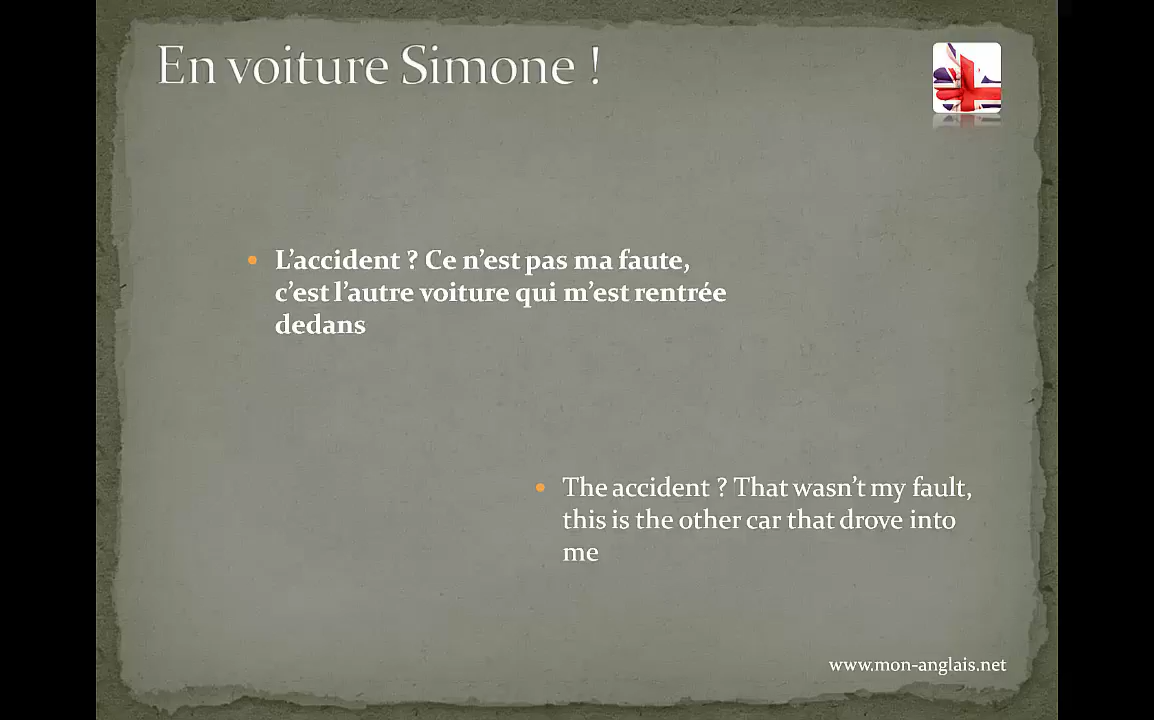 En voiture Simone !
L’accident ? Ce n’est pas ma faute,
c’est l’autre voiture qui m’est rentrée
dedans
The accident ? That wasn’t my fault,
this is the other car that drove into
me
www.mon-anglais.net